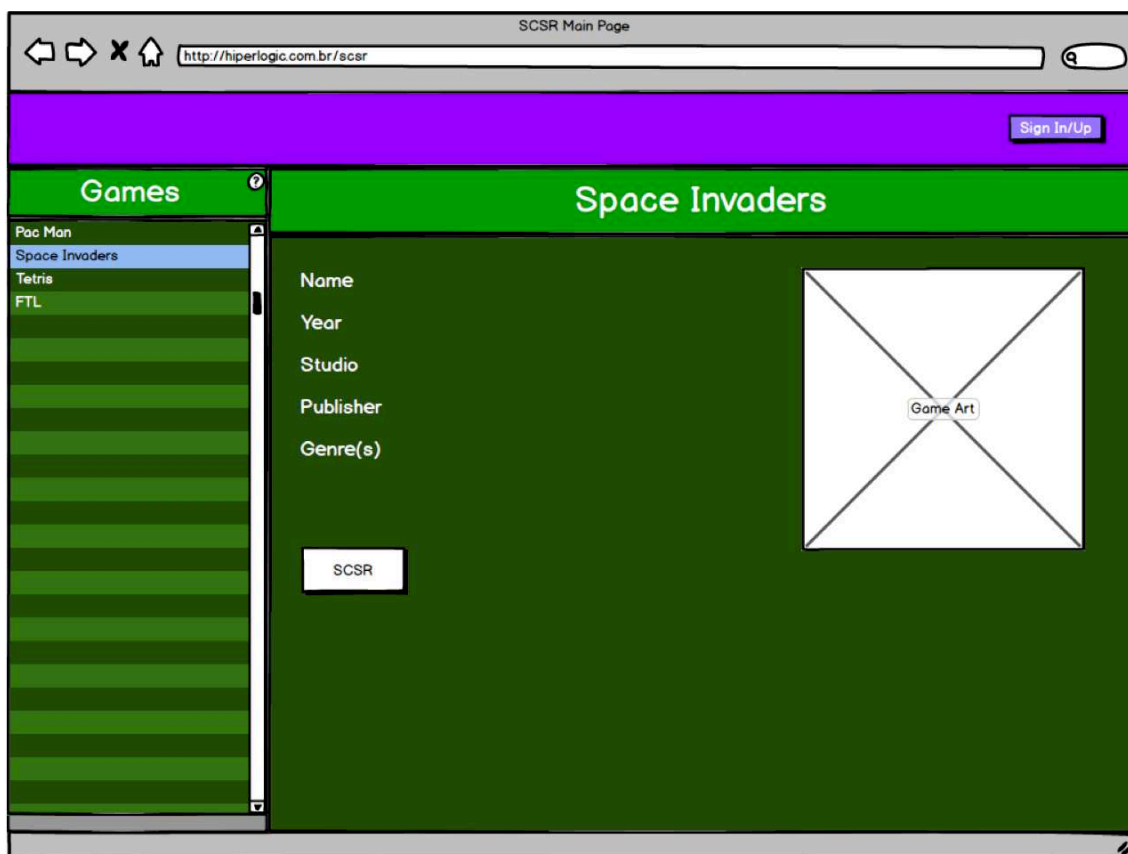 SCSR Main Page
http://hiperlogic.com.br/scsr
Sign In/Up
Games
?
Pac Man
Space Invaders
Tetris
FTL
Space Invaders
Name
Year
Studio
Publisher
Genre(s)
Game Art
SCSR